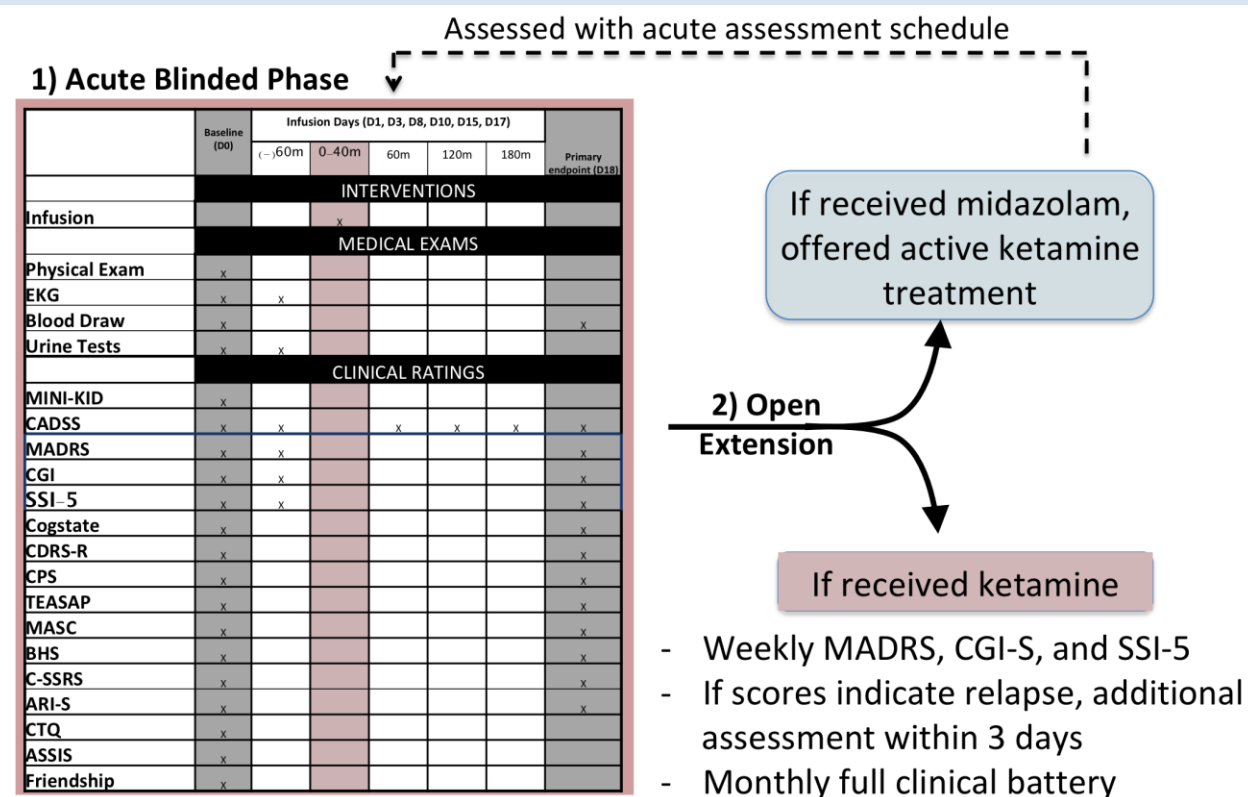 Assessed with acute assessment schedule
1) Acute Blinded Phase
Baseline (D0) Infusion Days (D1, D3, D8, D10, D15, D17) Primary endpoint (D18)
(−)60m 0–40m 60m 120m 180m
INTERVENTIONS
Infusion x
MEDICAL EXAMS
Physical Exam x
EKG x x
Blood Draw x x
Urine Tests x x
CLINICAL RATINGS
MINI-KID x
CADSS x x x x x x
MADRS x x x
CGI x x x
SSI–5 x x x
Cogstate x x
CDRS-R x x
CPS x x
TEASAP x x
MASC x x
BHS x x
C-SSRS x x
ARI-S x x
CTQ x
ASSIS x
Friendship x
2) Open
Extension
If received midazolam,
offered active ketamine
treatment
If received ketamine
- Weekly MADRS, CGI-S, and SSI-5
- If scores indicate relapse, additional
assessment within 3 days
- Monthly full clinical battery